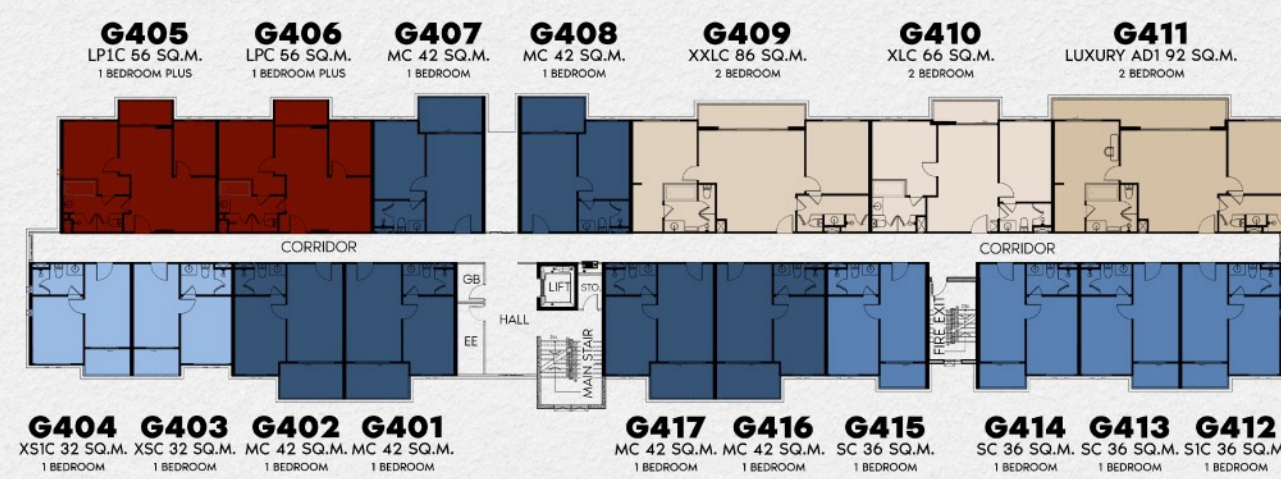 G405
LP1C 56 SQ.M.
1 BEDROOM PLUS
G406
LPC 56 SQ.M.
1 BEDROOM PLUS
G407
MC 42 SQ.M.
1 BEDROOM
G408
MC 42 SQ.M.
1 BEDROOM
G409
XXLC 86 SQ.M.
2 BEDROOM
G410
XLC 66 SQ.M.
2 BEDROOM
G411
LUXURY AD1 92 SQ.M.
2 BEDROOM
CORRIDOR
CORRIDOR
GB
EE
HALL
LIFT
STO.
MAIN STAIR
FIRE EXIT
G404
XS1C 32 SQ.M.
1 BEDROOM
G403
XSC 32 SQ.M.
1 BEDROOM
G402
MC 42 SQ.M.
1 BEDROOM
G401
MC 42 SQ.M.
1 BEDROOM
G417
MC 42 SQ.M.
1 BEDROOM
G416
MC 42 SQ.M.
1 BEDROOM
G415
SC 36 SQ.M.
1 BEDROOM
G414
SC 36 SQ.M.
1 BEDROOM
G413
SC 36 SQ.M.
1 BEDROOM
G412
S1C 36 SQ.M
1 BEDROOM